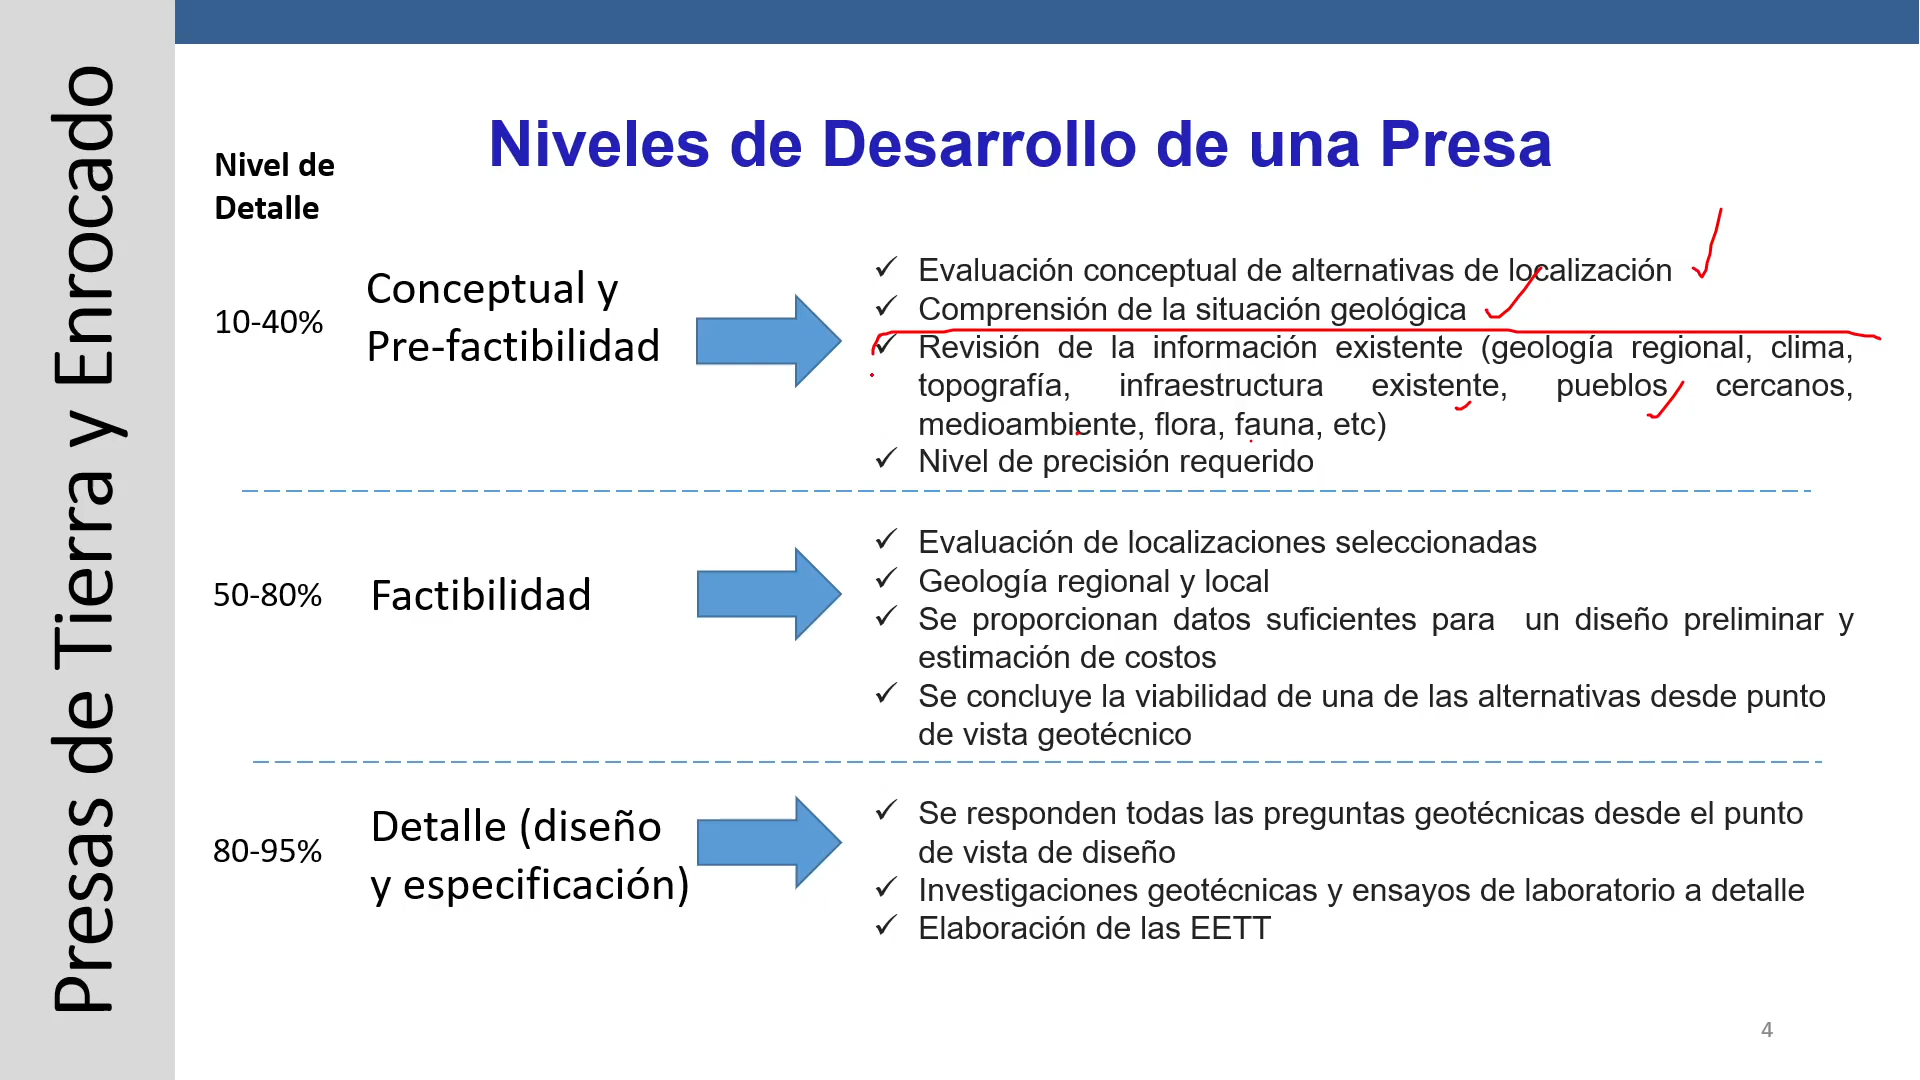 Presas de Tierra y Enrocado
Niveles de Desarrollo de una Presa
Nivel de
Detalle
10-40%
Conceptual y
Pre-factibilidad
Evaluación conceptual de alternativas de localización
Comprensión de la situación geológica
Revisión de la información existente (geología regional, clima,
topografía, infraestructura existente, pueblos cercanos,
medioambiente, flora, fauna, etc)
Nivel de precisión requerido
50-80%
Factibilidad
Evaluación de localizaciones seleccionadas
Geología regional y local
Se proporcionan datos suficientes para un diseño preliminar y
estimación de costos
Se concluye la viabilidad de una de las alternativas desde punto
de vista geotécnico
80-95%
Detalle (diseño
y especificación)
Se responden todas las preguntas geotécnicas desde el punto
de vista de diseño
Investigaciones geotécnicas y ensayos de laboratorio a detalle
Elaboración de las EETT
4